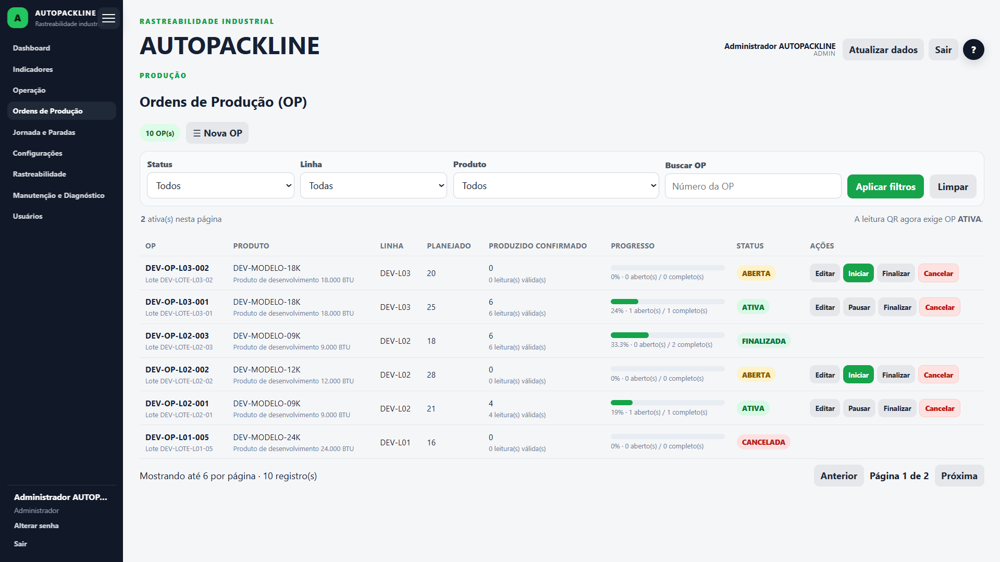 A
AUTOPACKLINE
Rastreabilidade industr
Dashboard
Indicadores
Operação
Ordens de Produção
Jornada e Paradas
Configurações
Rastreabilidade
Manutenção e Diagnóstico
Usuários
Administrador AUTOP...
Administrador
Alterar senha
Sair
RASTREABILIDADE INDUSTRIAL
AUTOPACKLINE
Administrador AUTOPACKLINE
ADMIN
Atualizar dados
Sair
?
PRODUÇÃO
Ordens de Produção (OP)
10 OP(s)
☰ Nova OP
Status
Linha
Produto
Buscar OP
Todos
Todas
Todos
Número da OP
Aplicar filtros
Limpar
2 ativa(s) nesta página
A leitura QR agora exige OP ATIVA.
OP PRODUTO LINHA PLANEJADO PRODUZIDO CONFIRMADO PROGRESSO STATUS AÇÕES
DEV-OP-L03-002 DEV-MODELO-18K DEV-L03 20 0 ABERTA Editar Iniciar Finalizar Cancelar
Lote DEV-LOTE-L03-02 Produto de desenvolvimento 18.000 BTU 0 leitura(s) válida(s) 0% · 0 aberto(s) / 0 completo(s)
DEV-OP-L03-001 DEV-MODELO-18K DEV-L03 25 6 ATIVA Editar Pausar Finalizar Cancelar
Lote DEV-LOTE-L03-01 Produto de desenvolvimento 18.000 BTU 6 leitura(s) válida(s) 24% · 1 aberto(s) / 1 completo(s)
DEV-OP-L02-003 DEV-MODELO-09K DEV-L02 18 6 FINALIZADA
Lote DEV-LOTE-L02-03 Produto de desenvolvimento 9.000 BTU 6 leitura(s) válida(s) 33.3% · 0 aberto(s) / 2 completo(s)
DEV-OP-L02-002 DEV-MODELO-12K DEV-L02 28 0 ABERTA Editar Iniciar Finalizar Cancelar
Lote DEV-LOTE-L02-02 Produto de desenvolvimento 12.000 BTU 0 leitura(s) válida(s) 0% · 0 aberto(s) / 0 completo(s)
DEV-OP-L02-001 DEV-MODELO-09K DEV-L02 21 4 ATIVA Editar Pausar Finalizar Cancelar
Lote DEV-LOTE-L02-01 Produto de desenvolvimento 9.000 BTU 4 leitura(s) válida(s) 19% · 1 aberto(s) / 1 completo(s)
DEV-OP-L01-005 DEV-MODELO-24K DEV-L01 16 0 CANCELADA
Lote DEV-LOTE-L01-05 Produto de desenvolvimento 24.000 BTU 0 leitura(s) válida(s) 0% · 0 aberto(s) / 0 completo(s)
Mostrando até 6 por página · 10 registro(s)
Anterior Página 1 de 2 Próxima